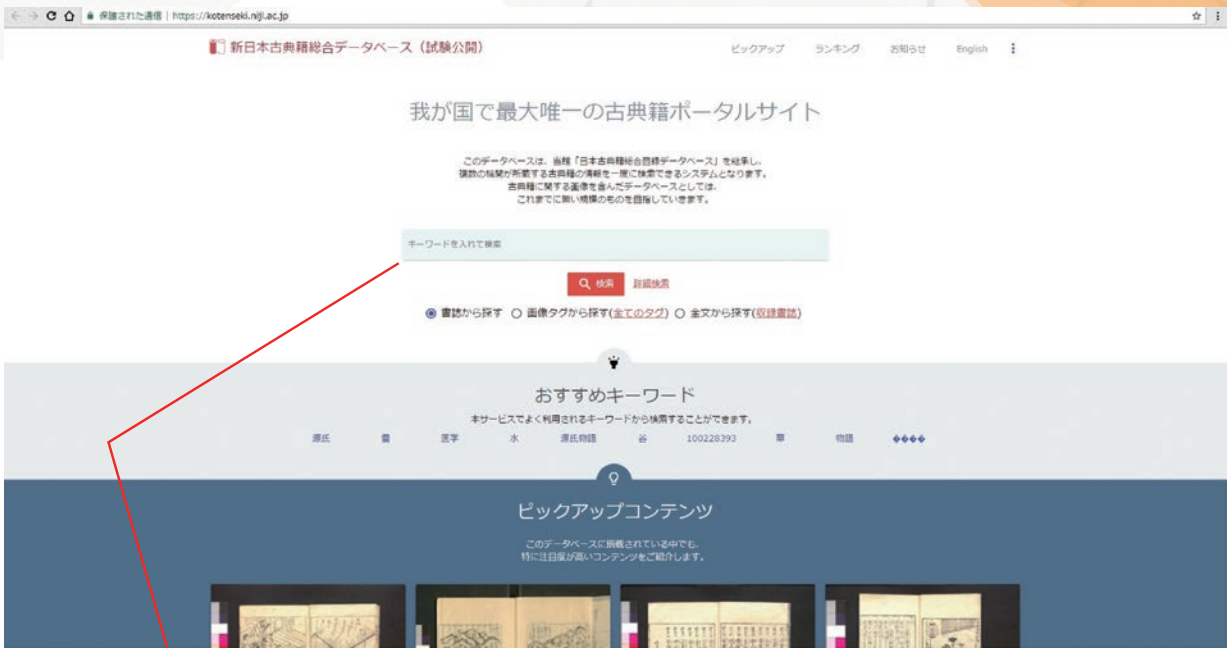 保護された通信 | https://kotenseki.nijl.ac.jp
新日本古典籍総合データベース（試験公開）
ピックアップ ランキング お知らせ English
我が国で最大唯一の古典籍ポータルサイト
このデータベースは、当館「日本古典籍総合目録データベース」を継承し、
複数の機関が所蔵する古典籍の情報を一度に検索できるシステムとなります。
古典籍に関する画像を含んだデータベースとしては、
これまでに無い規模のものを目指していきます。
キーワードを入れて検索
検索 詳細検索
書誌から探す 画像タグから探す(全てのタグ) 全文から探す(収録書誌)
おすすめキーワード
本サービスでよく利用されるキーワードから検索することができます。
源氏 医学 水 源氏物語 100228393 物語 ����
ピックアップコンテンツ
このデータベースに掲載されている中でも、
特に注目度が高いコンテンツをご紹介します。